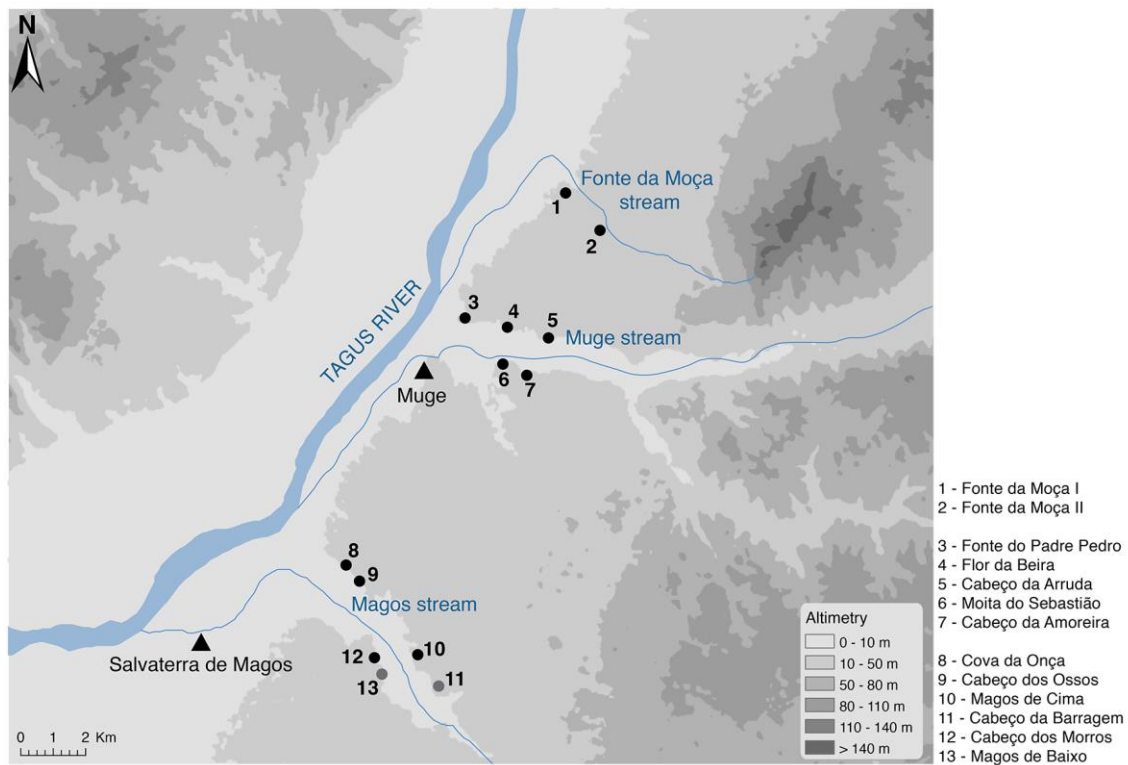 N
Fonte da Moça
stream
1
2
3
4
5
Muge stream
TAGUS RIVER
6
7
Muge
8
9
Magos stream
Salvaterra de Magos
12
10
13
11
0 1 2 Km
Altimetry
0 - 10 m
10 - 50 m
50 - 80 m
80 - 110 m
110 - 140 m
> 140 m
1 - Fonte da Moça I
2 - Fonte da Moça II
3 - Fonte do Padre Pedro
4 - Flor da Beira
5 - Cabeço da Arruda
6 - Moita do Sebastião
7 - Cabeço da Amoreira
8 - Cova da Onça
9 - Cabeço dos Ossos
10 - Magos de Cima
11 - Cabeço da Barragem
12 - Cabeço dos Morros
13 - Magos de Baixo